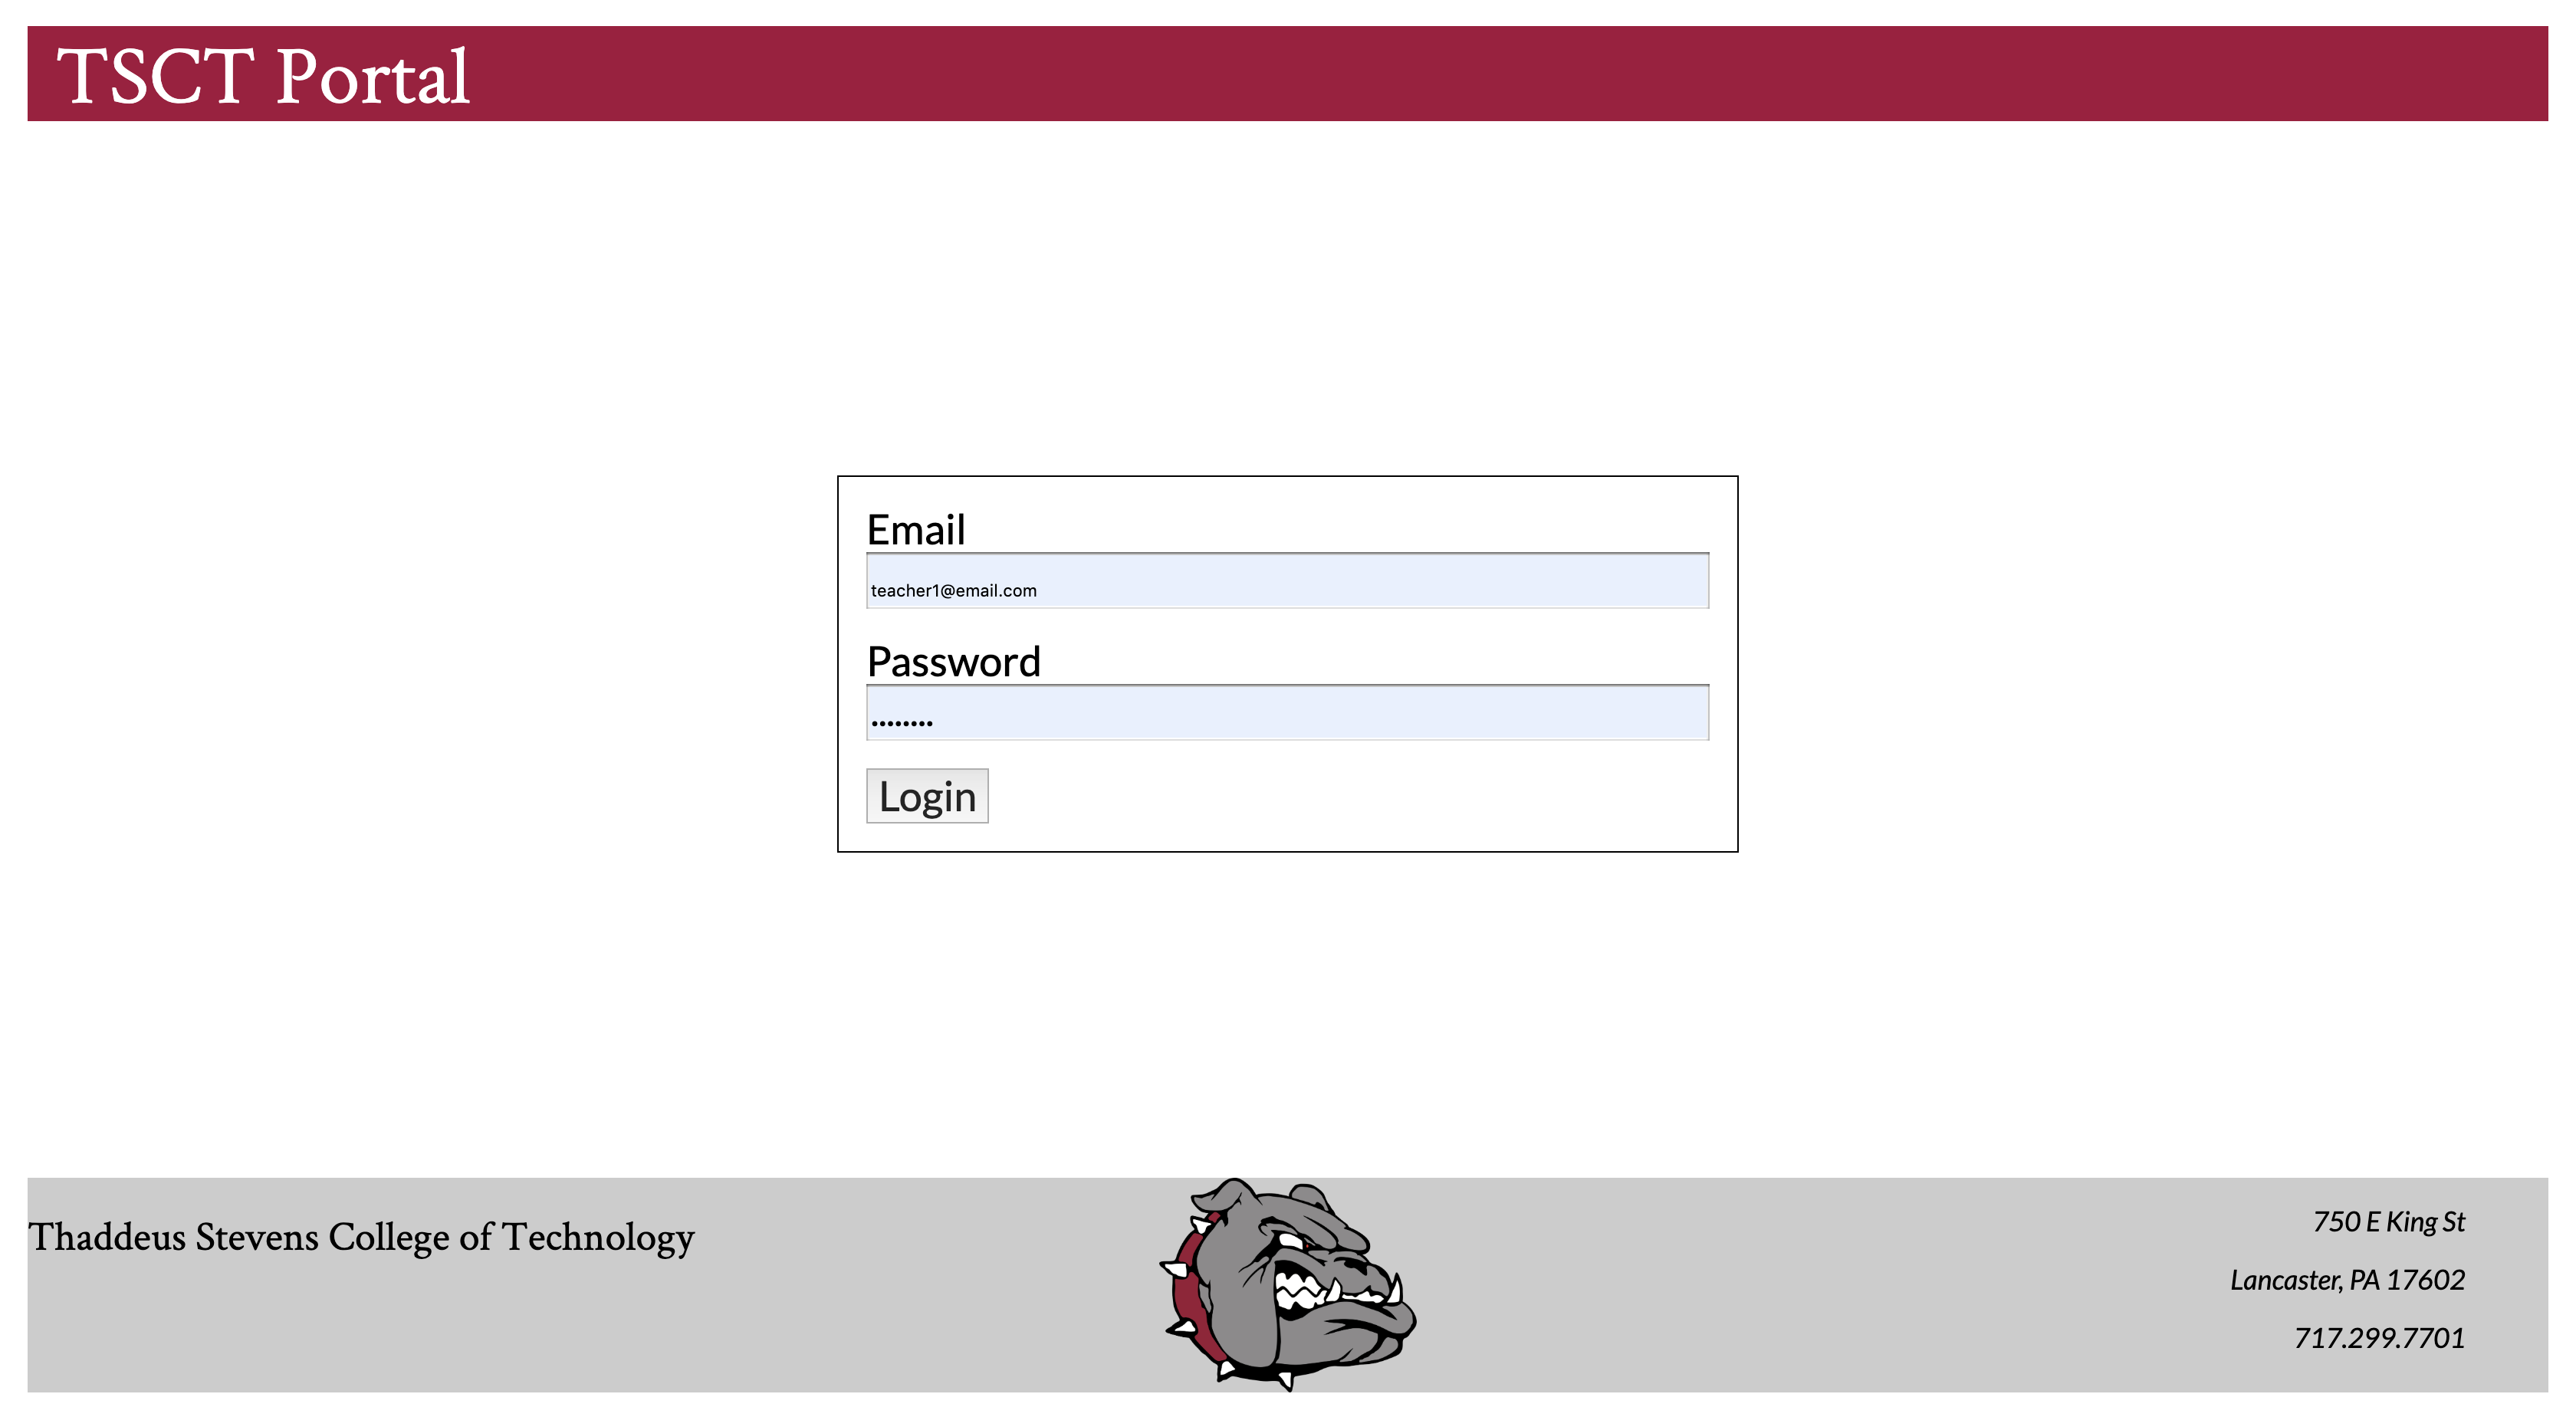 TSCT Portal
Email
teacher1@email.com
Password
••••••••
Login
Thaddeus Stevens College of Technology
750 E King St
Lancaster, PA 17602
717.299.7701